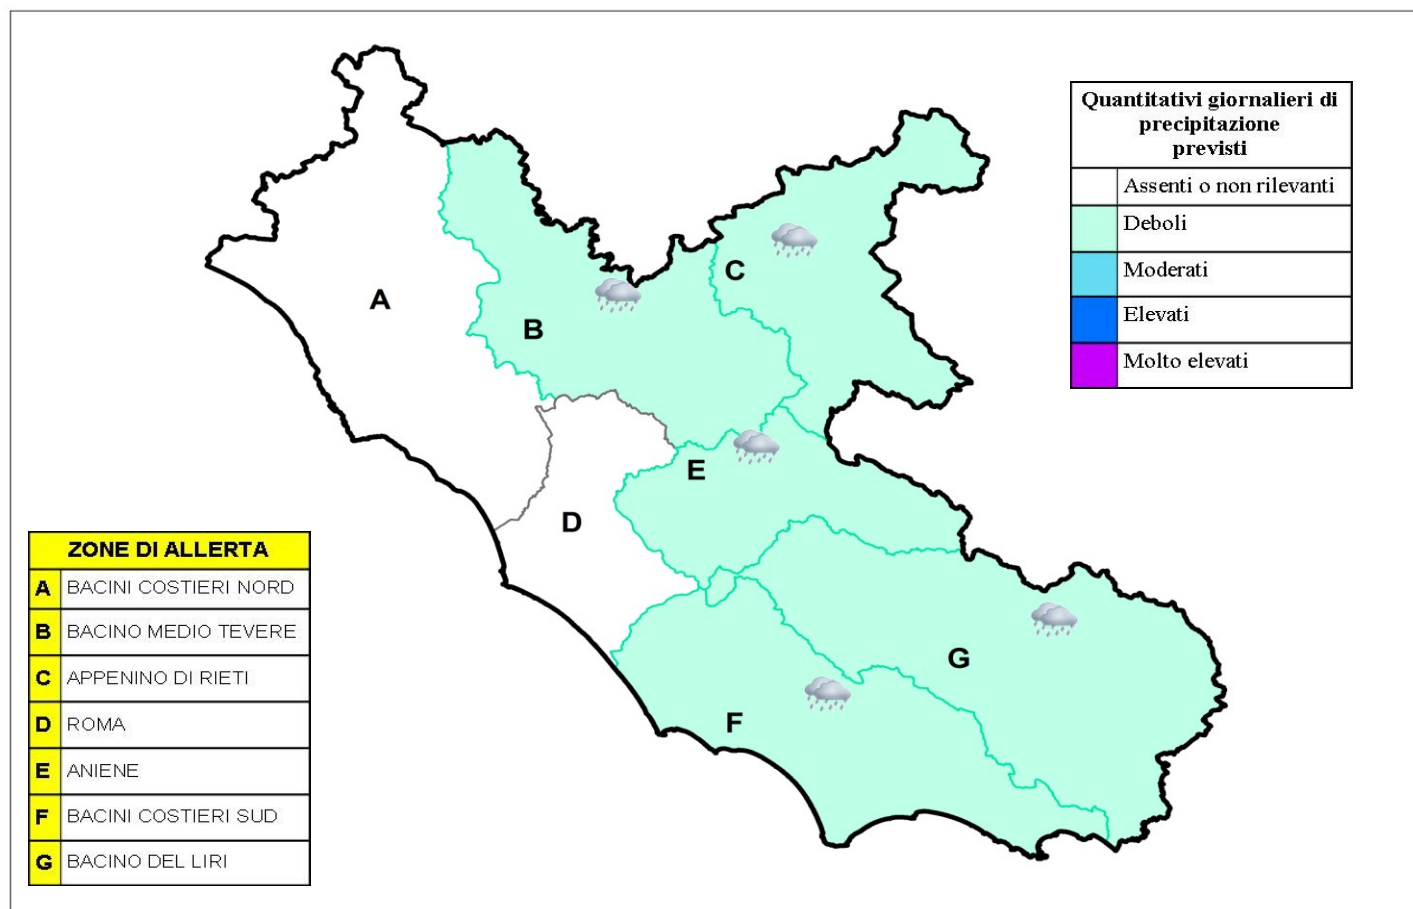 Quantitativi giornalieri di
precipitazione
previsti
Assenti o non rilevanti
Deboli
Moderati
Elevati
Molto elevati
A
B
C
D
E
F
G
ZONE DI ALLERTA
A BACINI COSTIERI NORD
B BACINO MEDIO TEVERE
C APPENINO DI RIETI
D ROMA
E ANIENE
F BACINI COSTIERI SUD
G BACINO DEL LIRI